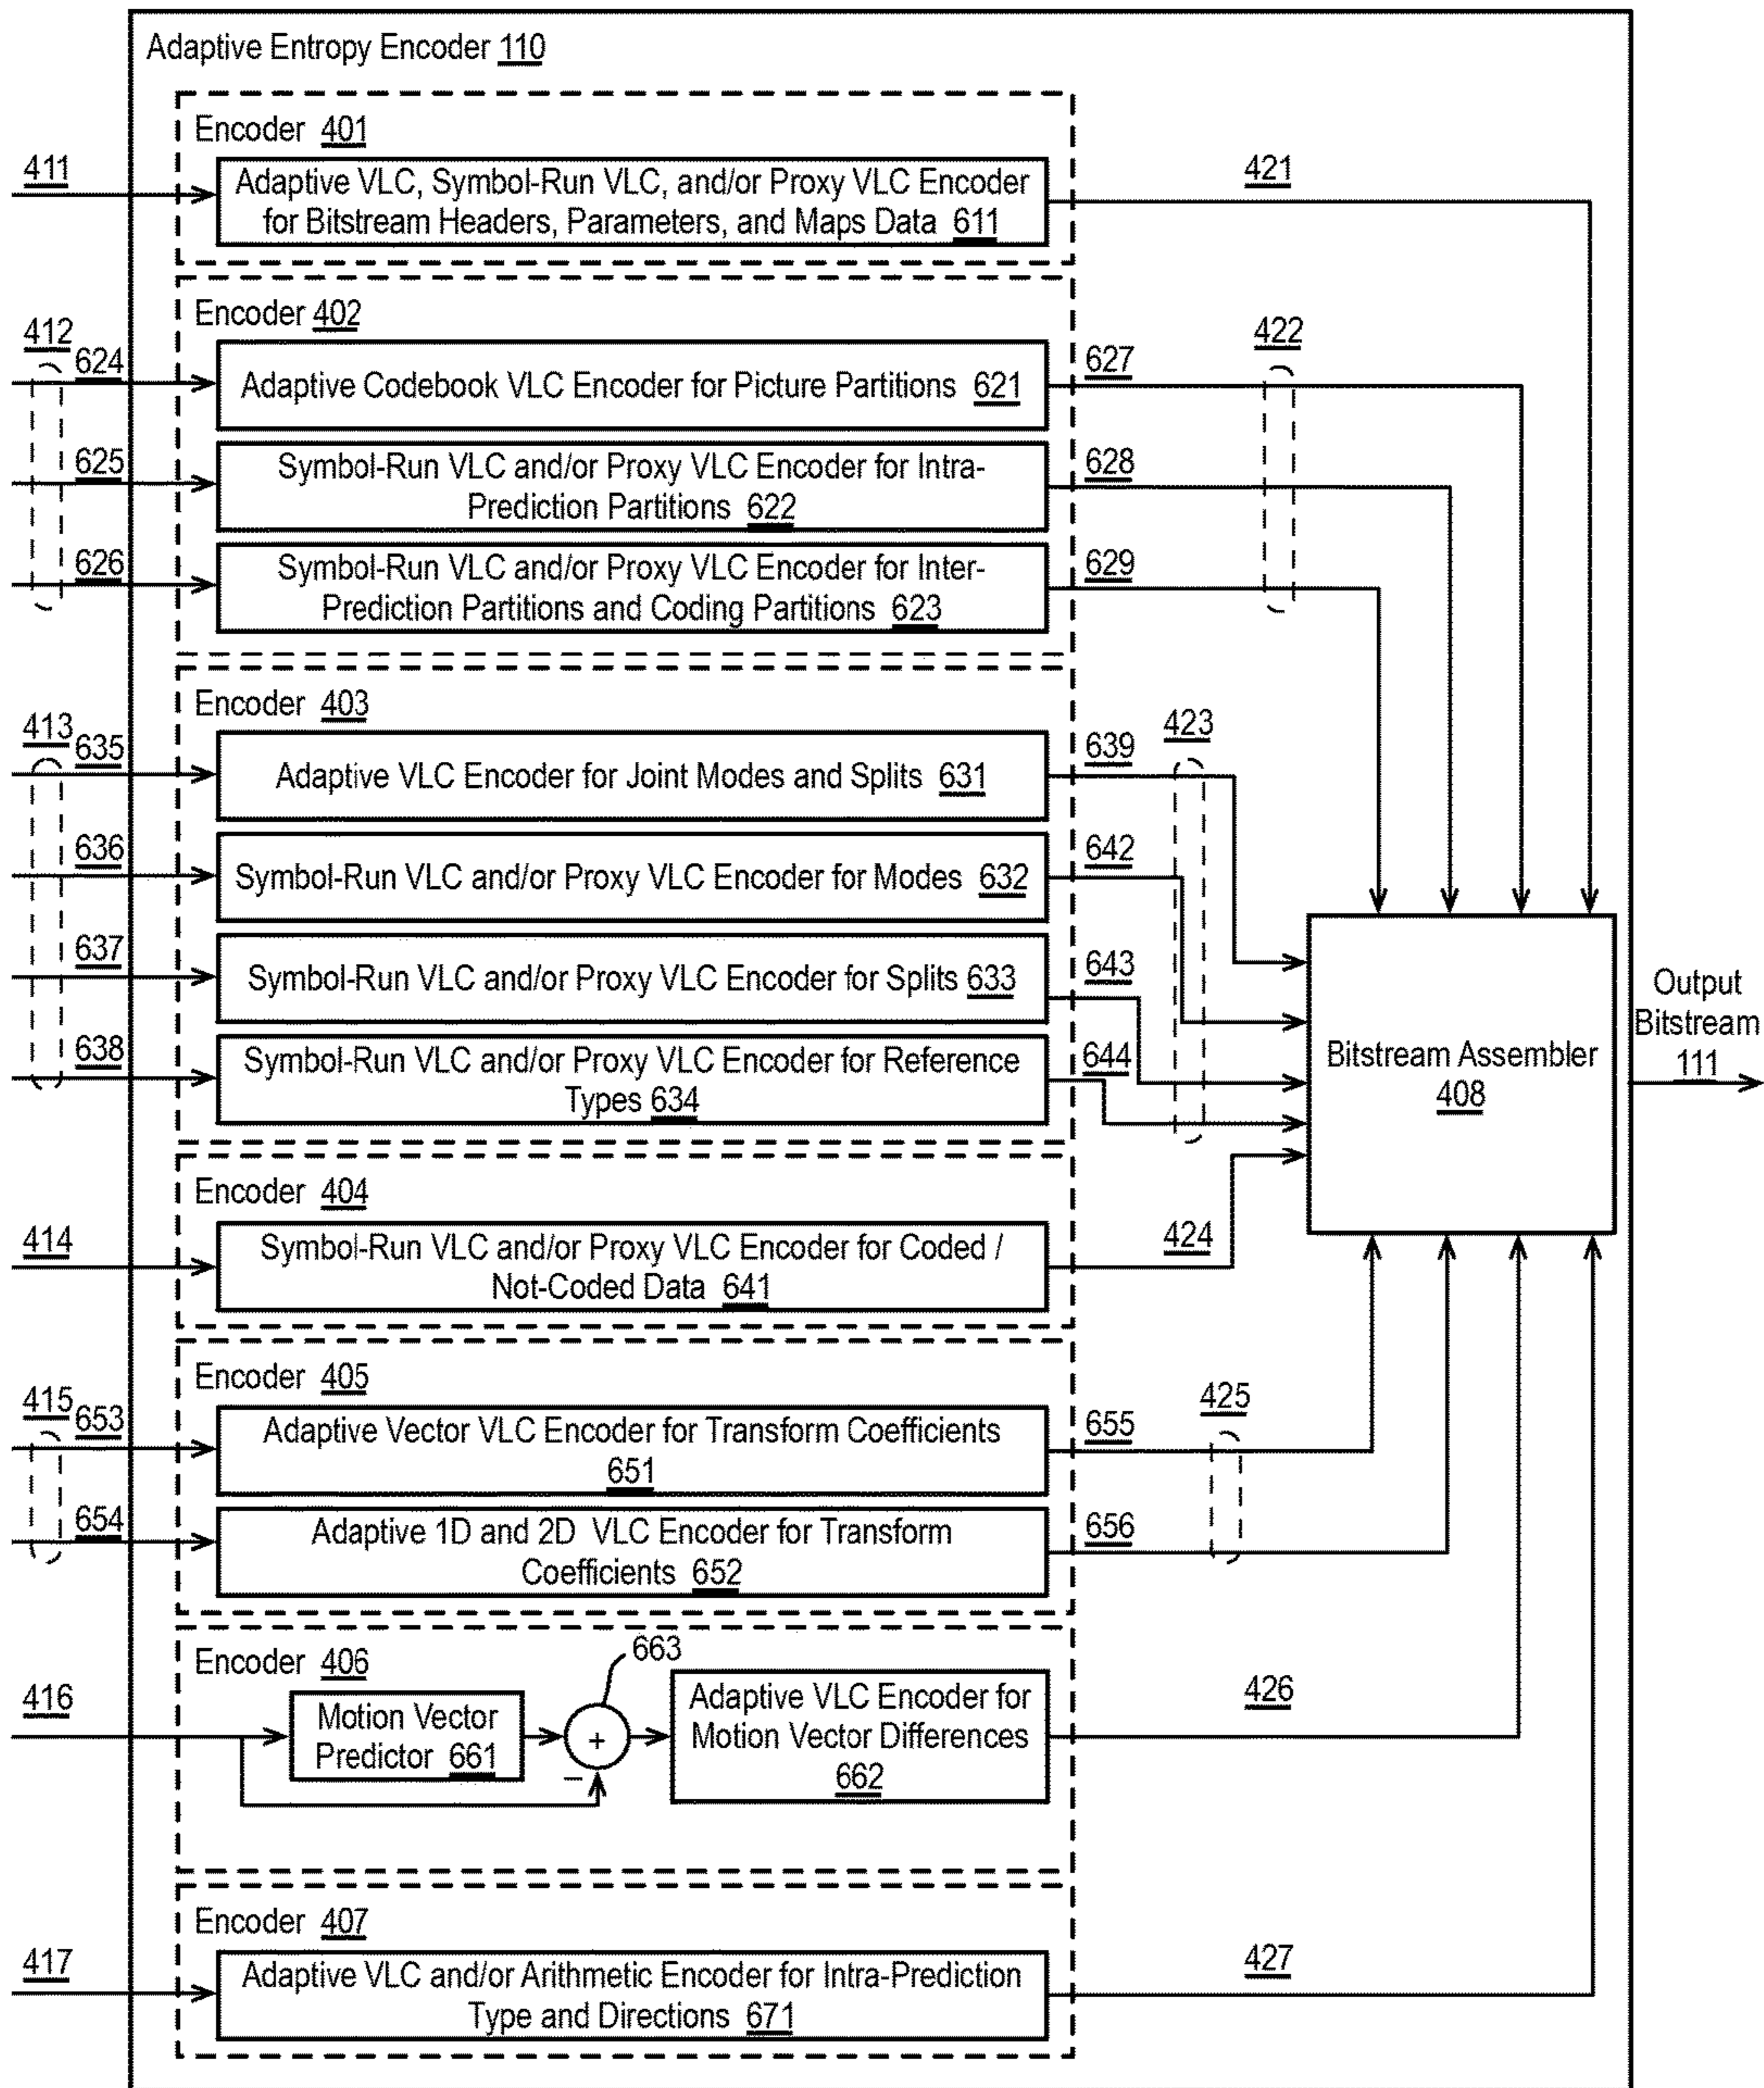 Adaptive Entropy Encoder 110
Encoder 401
411
Adaptive VLC, Symbol-Run VLC, and/or Proxy VLC Encoder
for Bitstream Headers, Parameters, and Maps Data 611
421
Encoder 402
412
624
Adaptive Codebook VLC Encoder for Picture Partitions 621
627
422
625
Symbol-Run VLC and/or Proxy VLC Encoder for Intra-
Prediction Partitions 622
628
626
Symbol-Run VLC and/or Proxy VLC Encoder for Inter-
Prediction Partitions and Coding Partitions 623
629
Encoder 403
413
635
Adaptive VLC Encoder for Joint Modes and Splits 631
639
423
636
Symbol-Run VLC and/or Proxy VLC Encoder for Modes 632
642
637
Symbol-Run VLC and/or Proxy VLC Encoder for Splits 633
643
638
Symbol-Run VLC and/or Proxy VLC Encoder for Reference
Types 634
644
Bitstream Assembler
408
Output
Bitstream
111
Encoder 404
414
Symbol-Run VLC and/or Proxy VLC Encoder for Coded /
Not-Coded Data 641
424
Encoder 405
415
653
Adaptive Vector VLC Encoder for Transform Coefficients
651
655
425
654
Adaptive 1D and 2D VLC Encoder for Transform
Coefficients 652
656
Encoder 406
416
Motion Vector
Predictor 661
663
+
−
Adaptive VLC Encoder for
Motion Vector Differences
662
426
Encoder 407
417
Adaptive VLC and/or Arithmetic Encoder for Intra-Prediction
Type and Directions 671
427